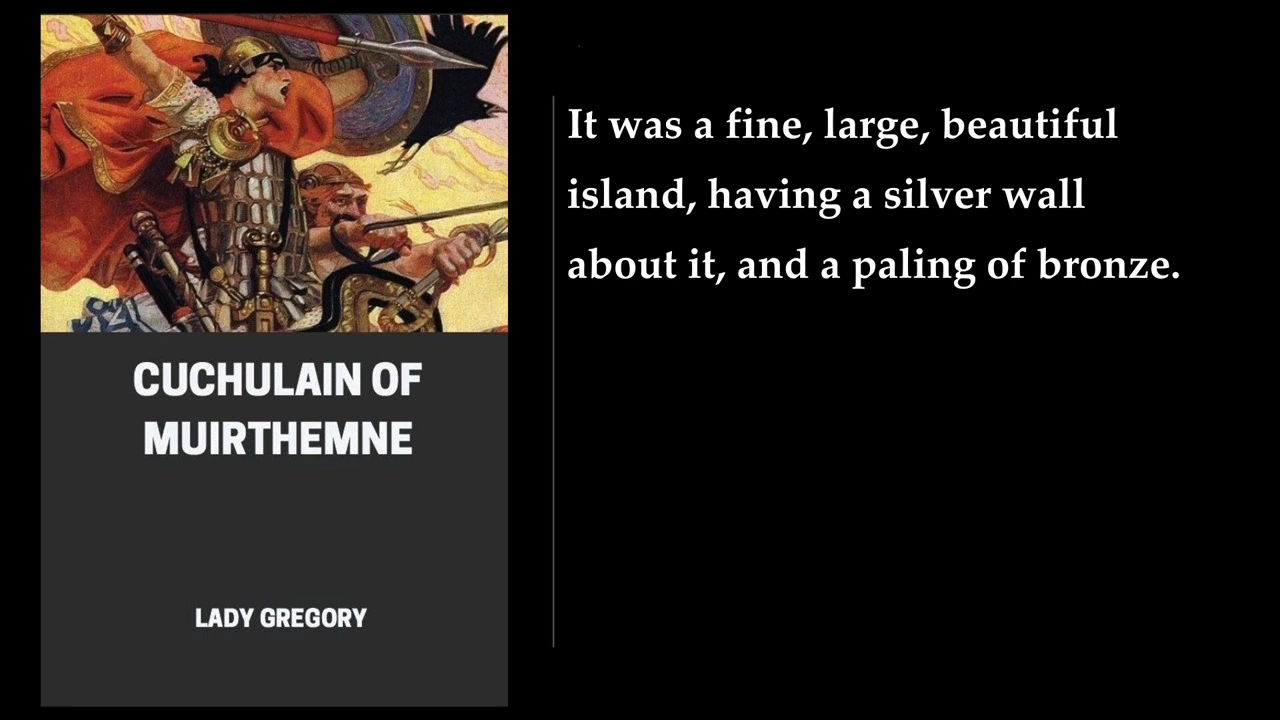 CUCHULAIN OF
MUIRTHEMNE
LADY GREGORY
It was a fine, large, beautiful
island, having a silver wall
about it, and a paling of bronze.